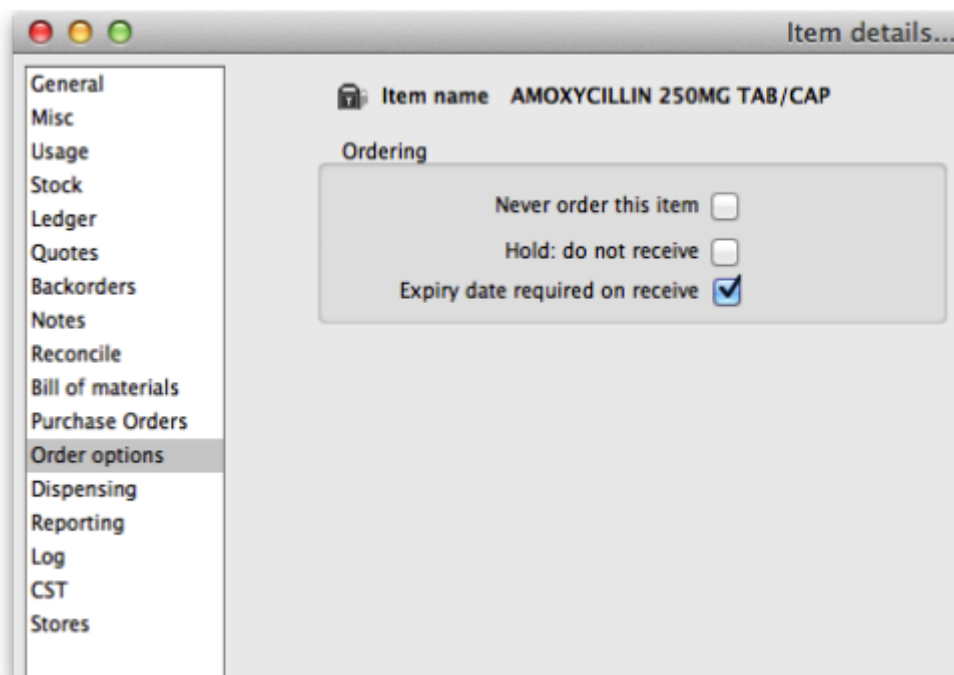 Item details...
General
Misc
Usage
Stock
Ledger
Quotes
Backorders
Notes
Reconcile
Bill of materials
Purchase Orders
Order options
Dispensing
Reporting
Log
CST
Stores
Item name AMOXYCILLIN 250MG TAB/CAP
Ordering
Never order this item
Hold: do not receive
Expiry date required on receive